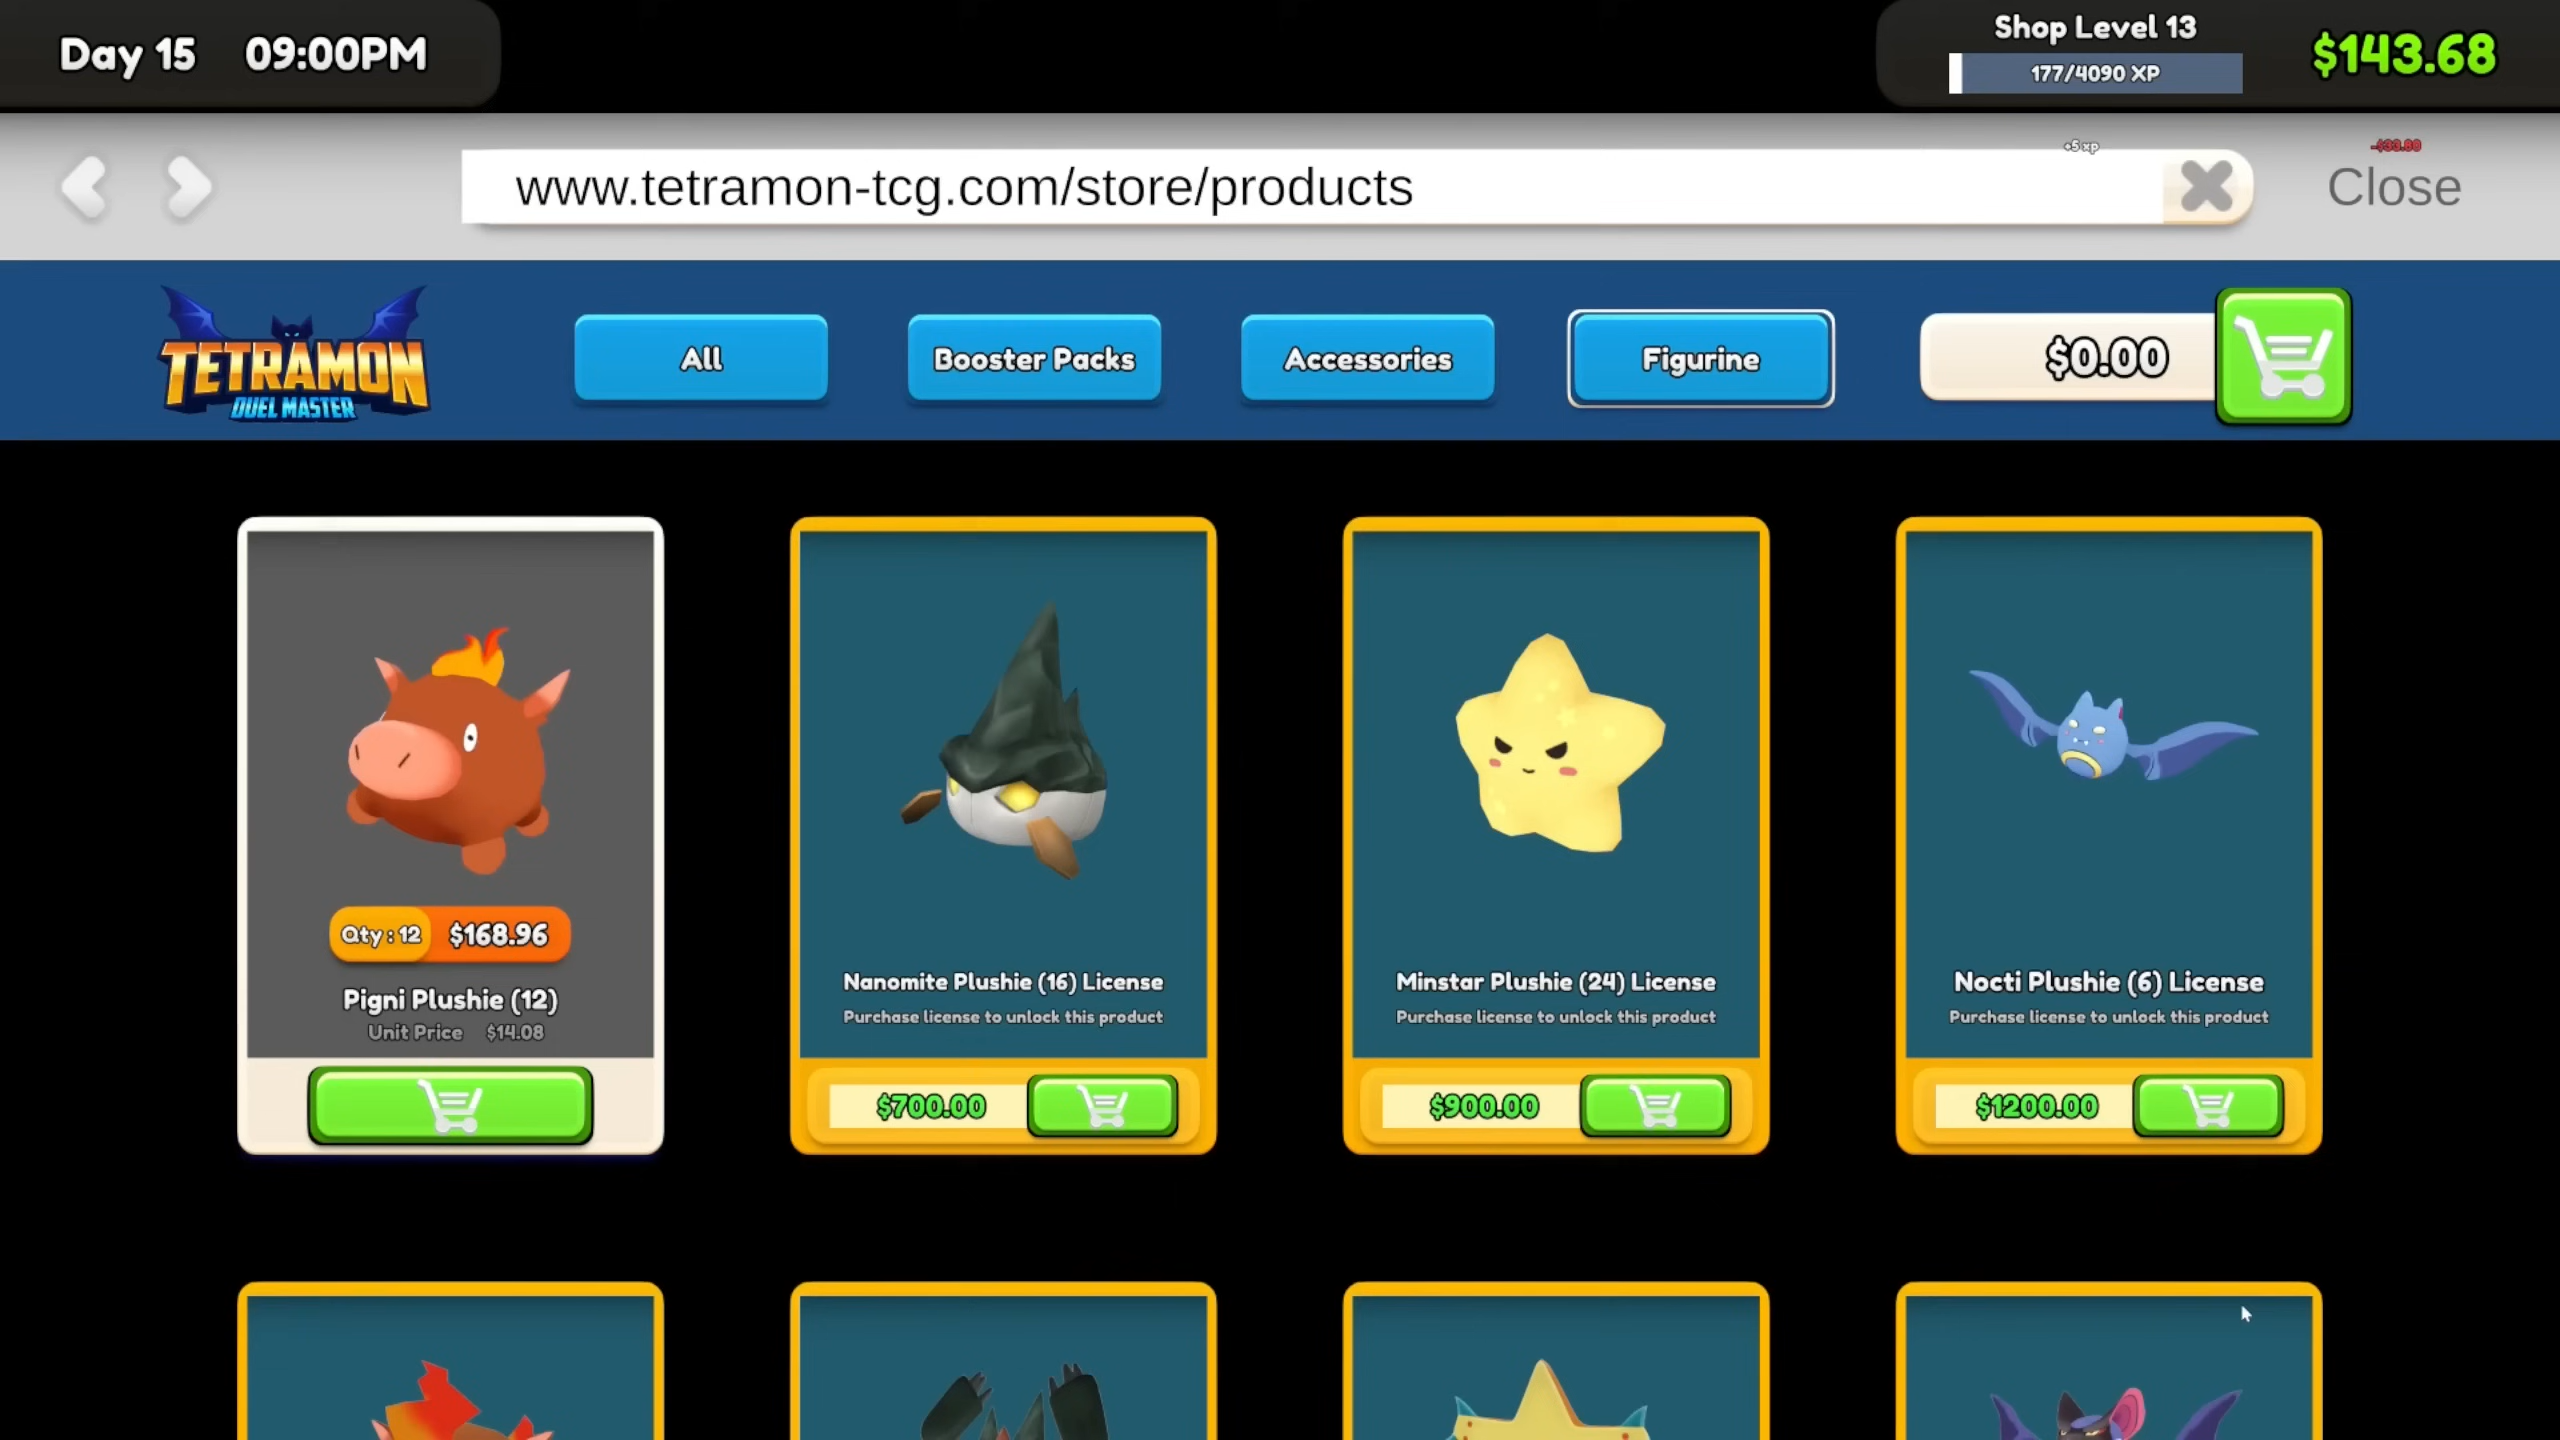 Day 15 09:00PM
Shop Level 13
177/4090 XP
$143.68
+5 xp
-$33.80
www.tetramon-tcg.com/store/products
Close
TETRAMON
DUEL MASTER
All
Booster Packs
Accessories
Figurine
$0.00
Qty : 12 $168.96
Pigni Plushie (12)
Unit Price $14.08
Nanomite Plushie (16) License
Purchase license to unlock this product
$700.00
Minstar Plushie (24) License
Purchase license to unlock this product
$900.00
Nocti Plushie (6) License
Purchase license to unlock this product
$1200.00